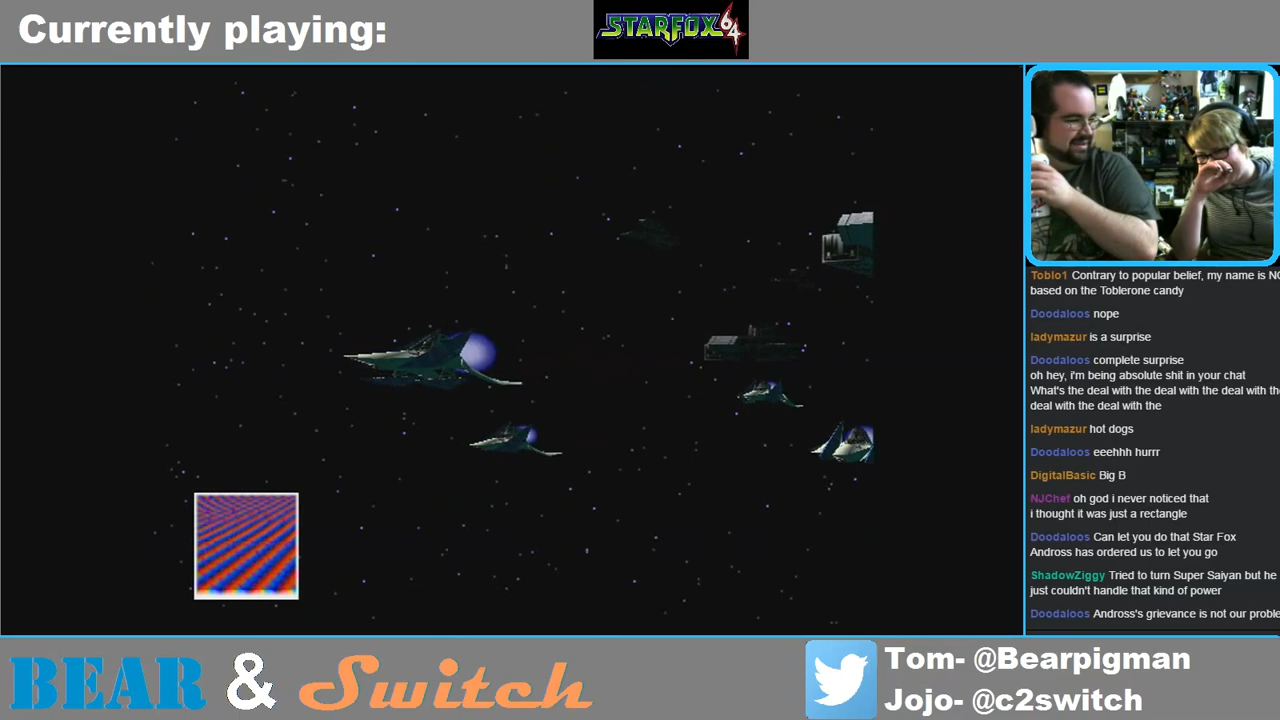 Currently playing:
STARFOX 64
Toblo1 Contrary to popular belief, my name is NO
based on the Toblerone candy
Doodaloos nope
ladymazur is a surprise
Doodaloos complete surprise
oh hey, i'm being absolute shit in your chat
What's the deal with the deal with the deal with the
deal with the deal with the
ladymazur hot dogs
Doodaloos eeehhh hurrr
DigitalBasic Big B
NJChef oh god i never noticed that
i thought it was just a rectangle
Doodaloos Can let you do that Star Fox
Andross has ordered us to let you go
ShadowZiggy Tried to turn Super Saiyan but he
just couldn't handle that kind of power
Doodaloos Andross's grievance is not our proble
BEAR & Switch
Tom- @Bearpigman
Jojo- @c2switch